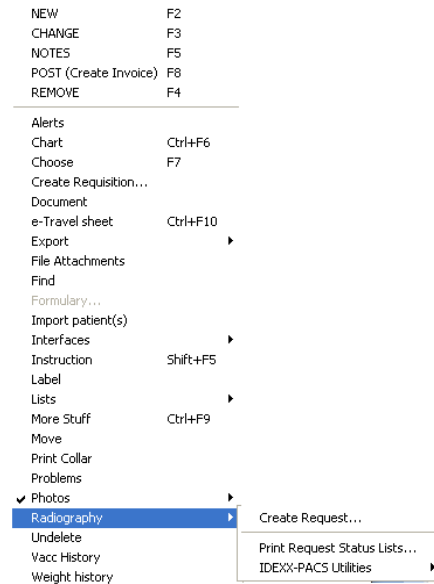 NEW F2
CHANGE F3
NOTES F5
POST (Create Invoice) F8
REMOVE F4
Alerts
Chart Ctrl+F6
Choose F7
Create Requisition...
Document
e-Travel sheet Ctrl+F10
Export
File Attachments
Find
Formulary...
Import patient(s)
Interfaces
Instruction Shift+F5
Label
Lists
More Stuff Ctrl+F9
Move
Print Collar
Problems
Photos
Radiography
Create Request...
Undelete
Print Request Status Lists...
Vacc History
IDEXX-PACS Utilities
Weight history